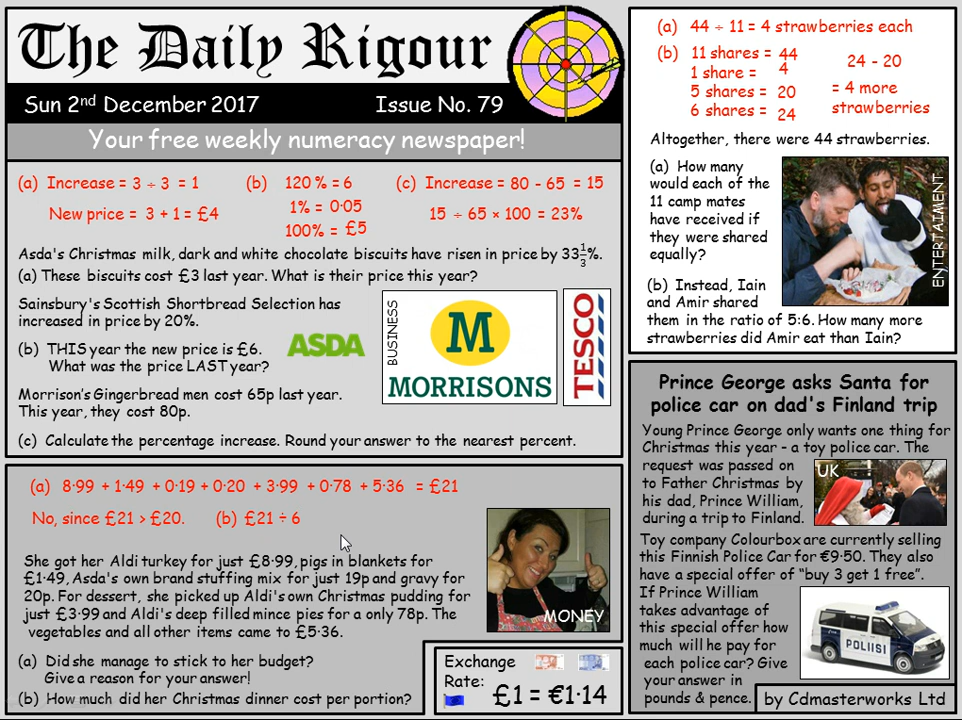 The Daily Rigour
Sun 2nd December 2017 Issue No. 79
Your free weekly numeracy newspaper!
(a) Increase = 3 ÷ 3 = 1 (b) 120 % = 6 (c) Increase = 80 - 65 = 15
1% = 0·05
New price = 3 + 1 = £4 15 ÷ 65 × 100 = 23%
100% = £5
Asda's Christmas milk, dark and white chocolate biscuits have risen in price by 33 1/3%.
(a) These biscuits cost £3 last year. What is their price this year?
Sainsbury's Scottish Shortbread Selection has
increased in price by 20%.
(b) THIS year the new price is £6.
What was the price LAST year?
Morrison's Gingerbread men cost 65p last year.
This year, they cost 80p.
(c) Calculate the percentage increase. Round your answer to the nearest percent.
ASDA
BUSINESS
M
MORRISONS
TESCO
(a) 8·99 + 1·49 + 0·19 + 0·20 + 3·99 + 0·78 + 5·36 = £21
No, since £21 > £20. (b) £21 ÷ 6
She got her Aldi turkey for just £8·99, pigs in blankets for
£1·49, Asda's own brand stuffing mix for just 19p and gravy for
20p. For dessert, she picked up Aldi's own Christmas pudding for
just £3·99 and Aldi's deep filled mince pies for a only 78p. The
vegetables and all other items came to £5·36.
(a) Did she manage to stick to her budget?
Give a reason for your answer!
(b) How much did her Christmas dinner cost per portion?
MONEY
Exchange
Rate:
£1 = €1·14
(a) 44 ÷ 11 = 4 strawberries each
(b) 11 shares = 44
1 share = 4
5 shares = 20
6 shares = 24
24 - 20
= 4 more
strawberries
Altogether, there were 44 strawberries.
(a) How many
would each of the
11 camp mates
have received if
they were shared
equally?
(b) Instead, Iain
and Amir shared
them in the ratio of 5:6. How many more
strawberries did Amir eat than Iain?
ENTERTAIMENT
Prince George asks Santa for
police car on dad's Finland trip
Young Prince George only wants one thing for
Christmas this year - a toy police car. The
request was passed on
to Father Christmas by
his dad, Prince William,
during a trip to Finland.
UK
Toy company Colourbox are currently selling
this Finnish Police Car for €9·50. They also
have a special offer of "buy 3 get 1 free".
If Prince William
takes advantage of
this special offer how
much will he pay for
each police car? Give
your answer in
pounds & pence.
POLIISI
by Cdmasterworks Ltd